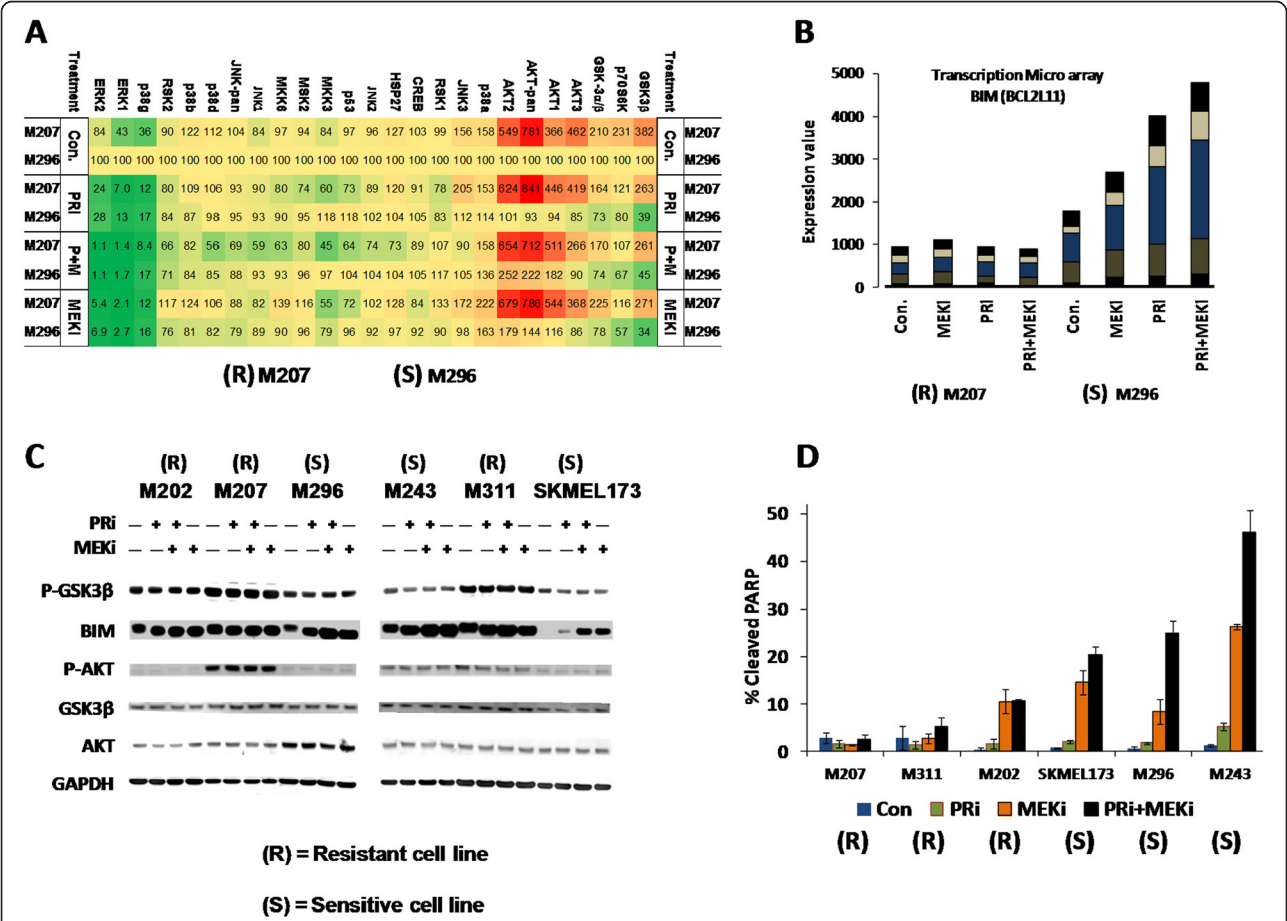 A
Treatment ERK2 ERK1 p38g RSK2 p38b p38d JNK-pan JNK1 MKK6 MSK2 MKK3 p53 JNK2 HSP27 CREB RSK1 JNK3 p38a AKT2 AKT-pan AKT1 AKT3 GSK-3α/β p70S6K GSK3β Treatment
M207 Con. 84 43 36 90 122 112 104 84 97 94 84 97 96 127 103 99 156 158 549 781 366 462 210 231 382 Con. M207
M296 100 100 100 100 100 100 100 100 100 100 100 100 100 100 100 100 100 100 100 100 100 100 100 100 100 M296
M207 PRI 24 7.0 12 80 109 106 93 90 80 74 60 73 89 120 91 78 205 153 624 841 446 419 164 121 263 PRI M207
M296 28 13 17 84 87 98 95 93 90 95 118 118 102 104 105 83 112 114 101 93 94 85 73 80 39 M296
M207 P+M 1.1 1.4 8.4 66 82 56 69 59 63 80 45 64 74 73 89 107 90 158 654 712 511 266 170 107 261 P+M M207
M296 1.1 1.7 17 71 84 85 88 93 93 96 97 104 104 104 105 117 105 136 252 222 182 90 74 67 45 M296
M207 MEKI 5.4 2.1 12 117 124 106 88 82 139 116 55 72 102 128 84 133 172 222 679 788 544 368 225 116 271 MEKI M207
M296 6.9 2.7 16 76 81 82 79 89 90 96 79 96 92 97 92 90 98 163 179 144 116 86 78 57 34 M296
(R) M207 (S) M296
B
Transcription Micro array
BIM (BCL2L11)
Expression value
5000
4000
3000
2000
1000
0
Con. MEKI PRI PRI+MEKI Con. MEKI PRI PRI+MEKI
(R) M207 (S) M296
C
(R) (R) (S) (S) (R) (S)
M202 M207 M296 M243 M311 SKMEL173
PRi — + + — — + + — — + + — — + + — — + + — — + + —
MEKi — — + + — — + + — — + + — — + + — — + + — — + +
P-GSK3β
BIM
P-AKT
GSK3β
AKT
GAPDH
(R) = Resistant cell line
(S) = Sensitive cell line
D
% Cleaved PARP
50
40
30
20
10
0
M207 M311 M202 SKMEL173 M296 M243
Con PRi MEKi PRi+MEKi
(R) (R) (R) (S) (S) (S)